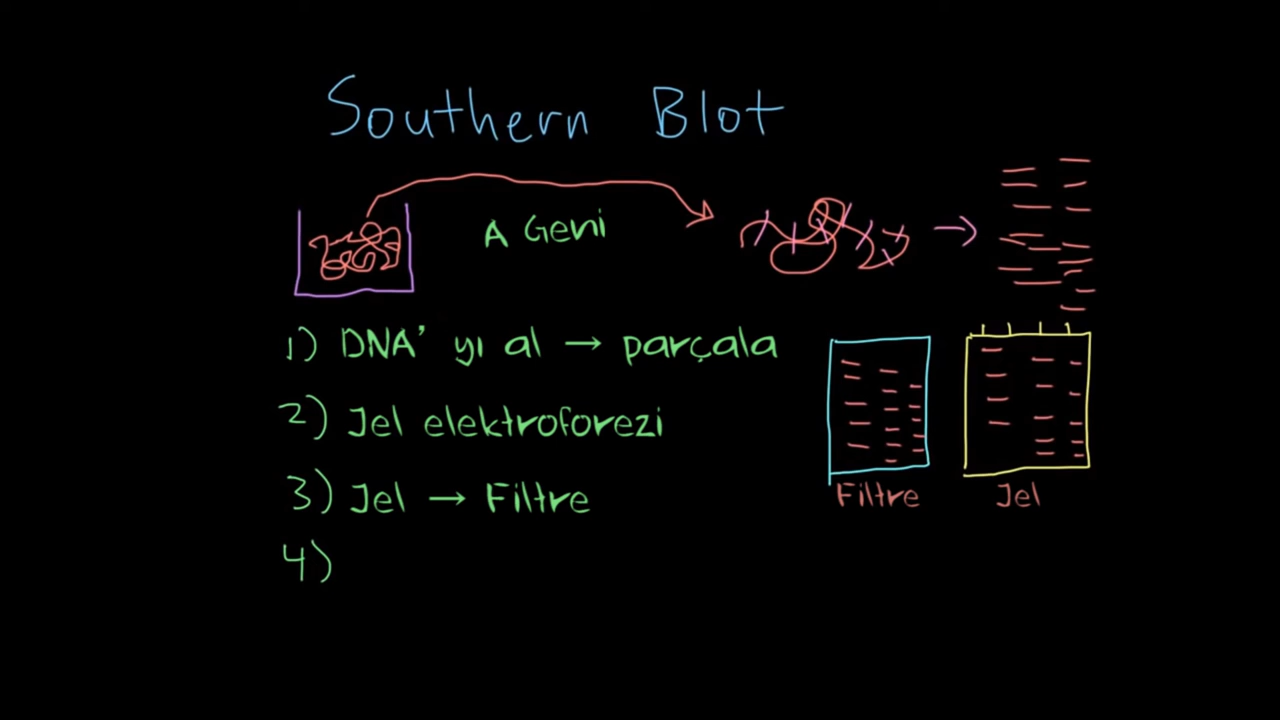 Southern Blot
A Geni
1) DNA' yı al → parçala
2) Jel elektroforezi
3) Jel → Filtre
4)
Filtre
Jel